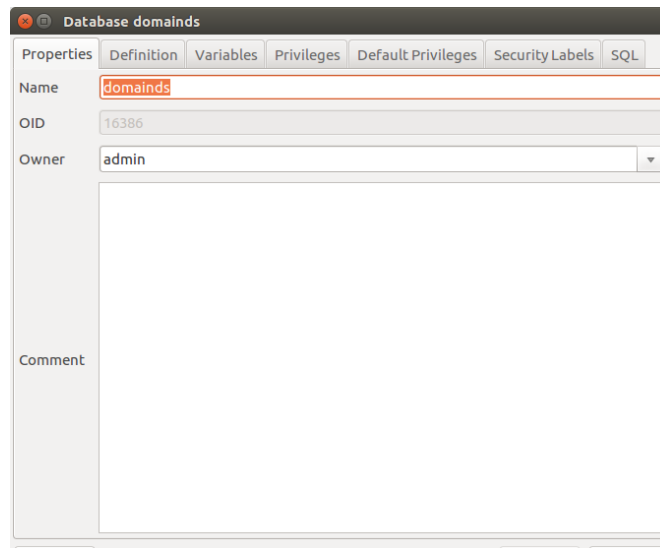 Database domainds
Properties Definition Variables Privileges Default Privileges Security Labels SQL
Name domainds
OID 16386
Owner admin
Comment